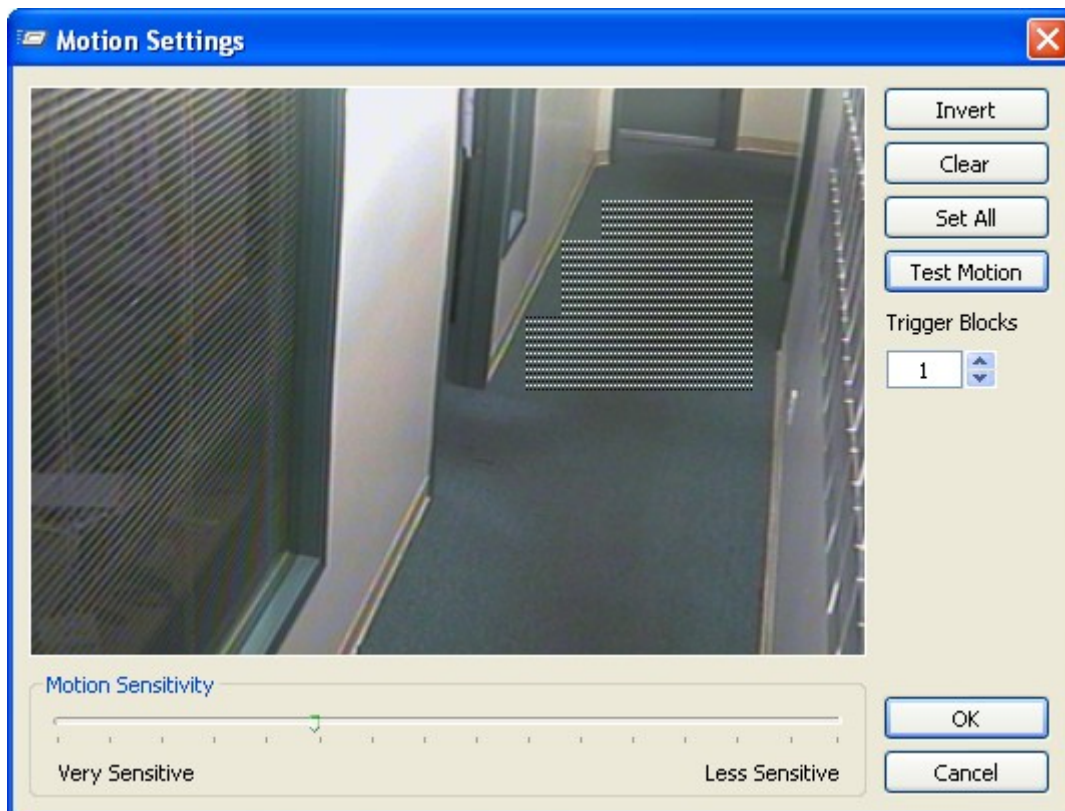 Motion Settings
Invert
Clear
Set All
Test Motion
Trigger Blocks
1
Motion Sensitivity
Very Sensitive
Less Sensitive
OK
Cancel